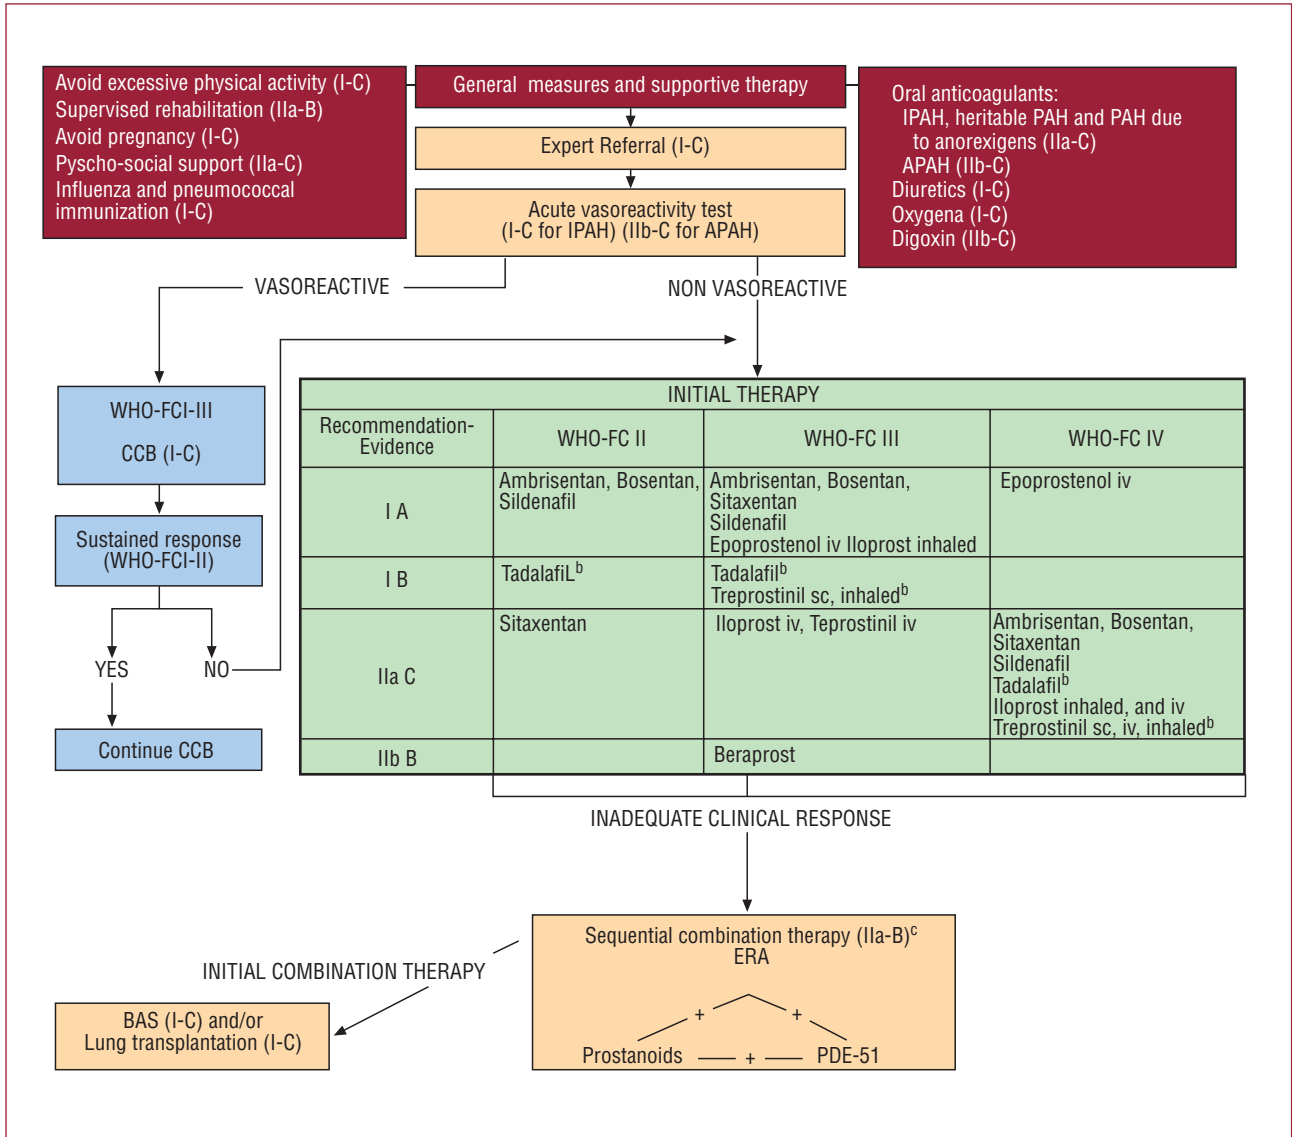 Avoid excessive physical activity (I-C)
Supervised rehabilitation (IIa-B)
Avoid pregnancy (I-C)
Pyscho-social support (IIa-C)
Influenza and pneumococcal
immunization (I-C)
General measures and supportive therapy
Expert Referral (I-C)
Acute vasoreactivity test
(I-C for IPAH) (IIb-C for APAH)
Oral anticoagulants:
IPAH, heritable PAH and PAH due
to anorexigens (IIa-C)
APAH (IIb-C)
Diuretics (I-C)
Oxygena (I-C)
Digoxin (IIb-C)
VASOREACTIVE
NON VASOREACTIVE
WHO-FCI-III
CCB (I-C)
Sustained response
(WHO-FCI-II)
YES
NO
Continue CCB
INITIAL THERAPY
Recommendation-
Evidence
WHO-FC II
WHO-FC III
WHO-FC IV
I A
Ambrisentan, Bosentan,
Sildenafil
Ambrisentan, Bosentan,
Sitaxentan
Sildenafil
Epoprostenol iv Iloprost inhaled
Epoprostenol iv
I B
TadalafiL^b
Tadalafil^b
Treprostinil sc, inhaled^b
IIa C
Sitaxentan
Iloprost iv, Teprostinil iv
Ambrisentan, Bosentan,
Sitaxentan
Sildenafil
Tadalafil^b
Iloprost inhaled, and iv
Treprostinil sc, iv, inhaled^b
IIb B
Beraprost
INADEQUATE CLINICAL RESPONSE
Sequential combination therapy (IIa-B)^c
ERA
+ +
Prostanoids + PDE-51
INITIAL COMBINATION THERAPY
BAS (I-C) and/or
Lung transplantation (I-C)